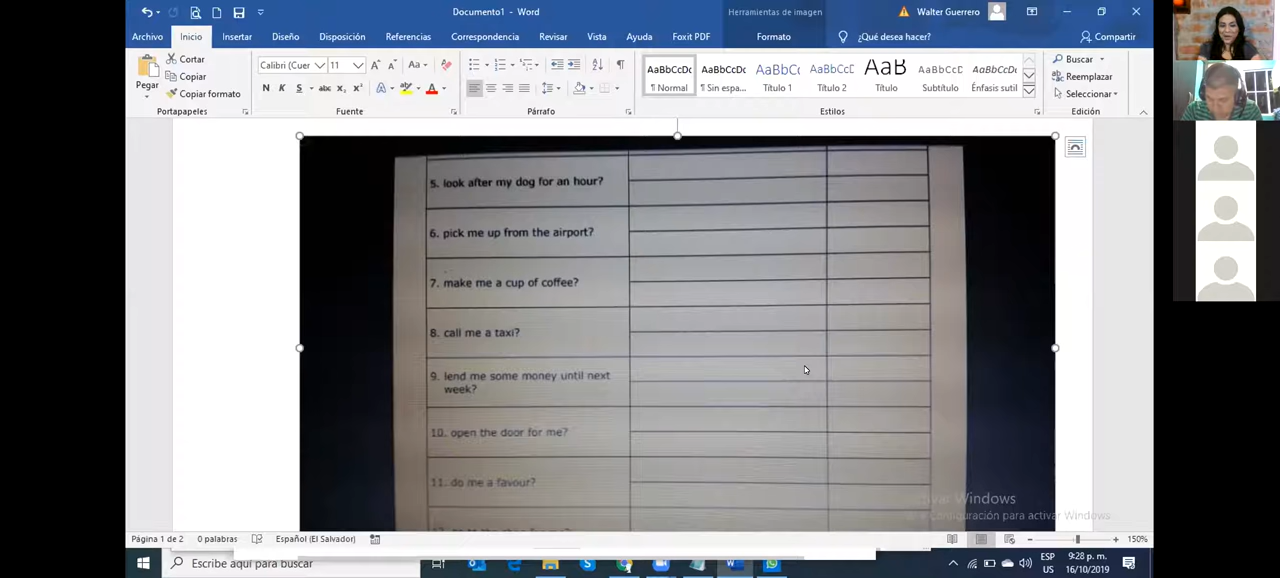 Documento1 - Word
Herramientas de imagen
Walter Guerrero
Archivo Inicio Insertar Diseño Disposición Referencias Correspondencia Revisar Vista Ayuda Foxit PDF Formato ¿Qué desea hacer? Compartir
Pegar
Cortar
Copiar
Copiar formato
Portapapeles
Calibri (Cuer 11
N K S abc x₂ x²
Fuente
Párrafo
AaBbCcDc AaBbCcDc AaBbCc AaBbCcD AaB AaBbCcD AaBbCcDc
¶ Normal ¶ Sin espa... Título 1 Título 2 Título Subtítulo Énfasis sutil
Estilos
Buscar
Reemplazar
Seleccionar
Edición
5. look after my dog for an hour?
6. pick me up from the airport?
7. make me a cup of coffee?
8. call me a taxi?
9. lend me some money until next
week?
10. open the door for me?
11. do me a favour?
Windows
Configuración para activar Windows.
Página 1 de 2 0 palabras Español (El Salvador) 150%
Escribe aquí para buscar
ESP
US
9:28 p. m.
16/10/2019